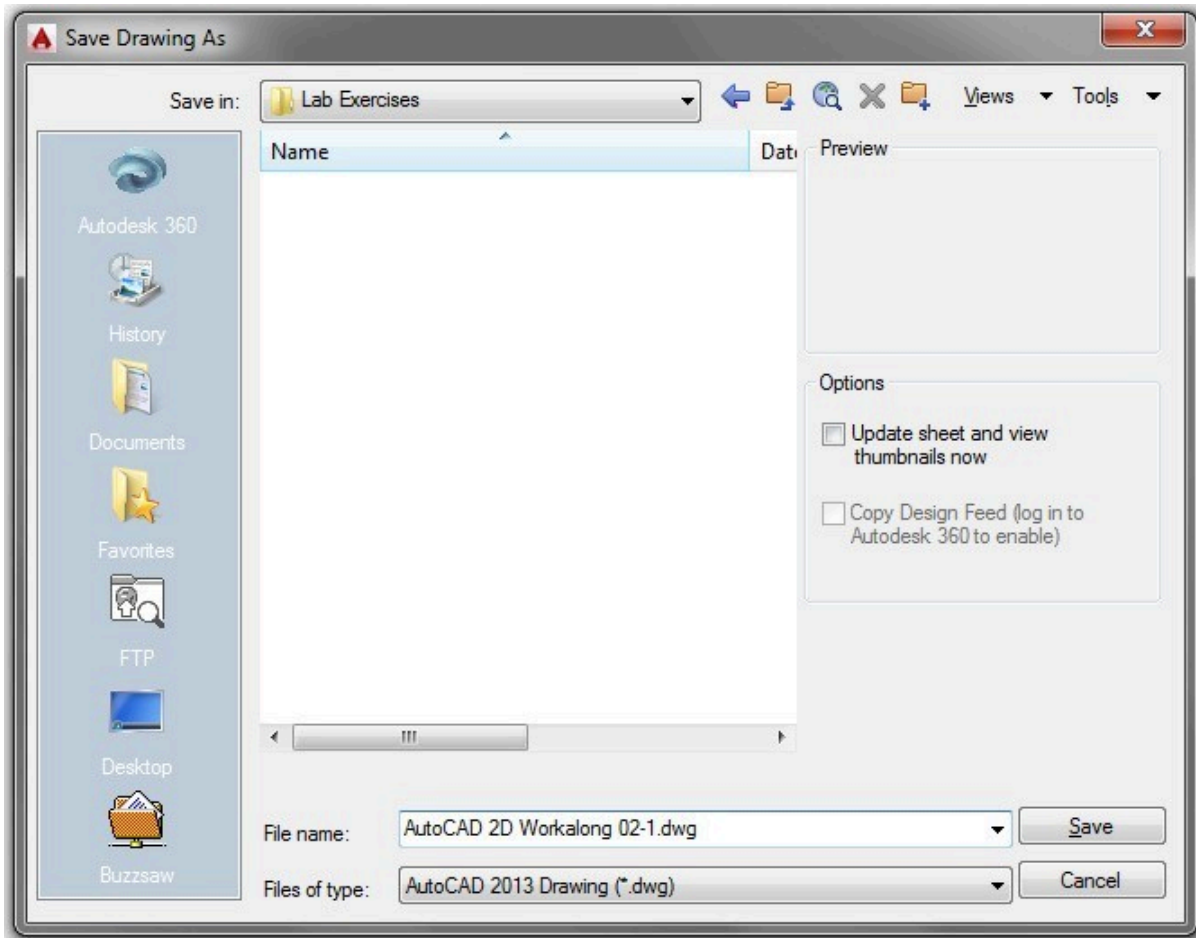 Save Drawing As
X
Save in:
Lab Exercises
Views
Tools
Name
Date
Preview
Autodesk 360
History
Documents
Favorites
FTP
Desktop
Buzzsaw
Options
Update sheet and view
thumbnails now
Copy Design Feed (log in to
Autodesk 360 to enable)
File name:
AutoCAD 2D Workalong 02-1.dwg
Save
Files of type:
AutoCAD 2013 Drawing (*.dwg)
Cancel